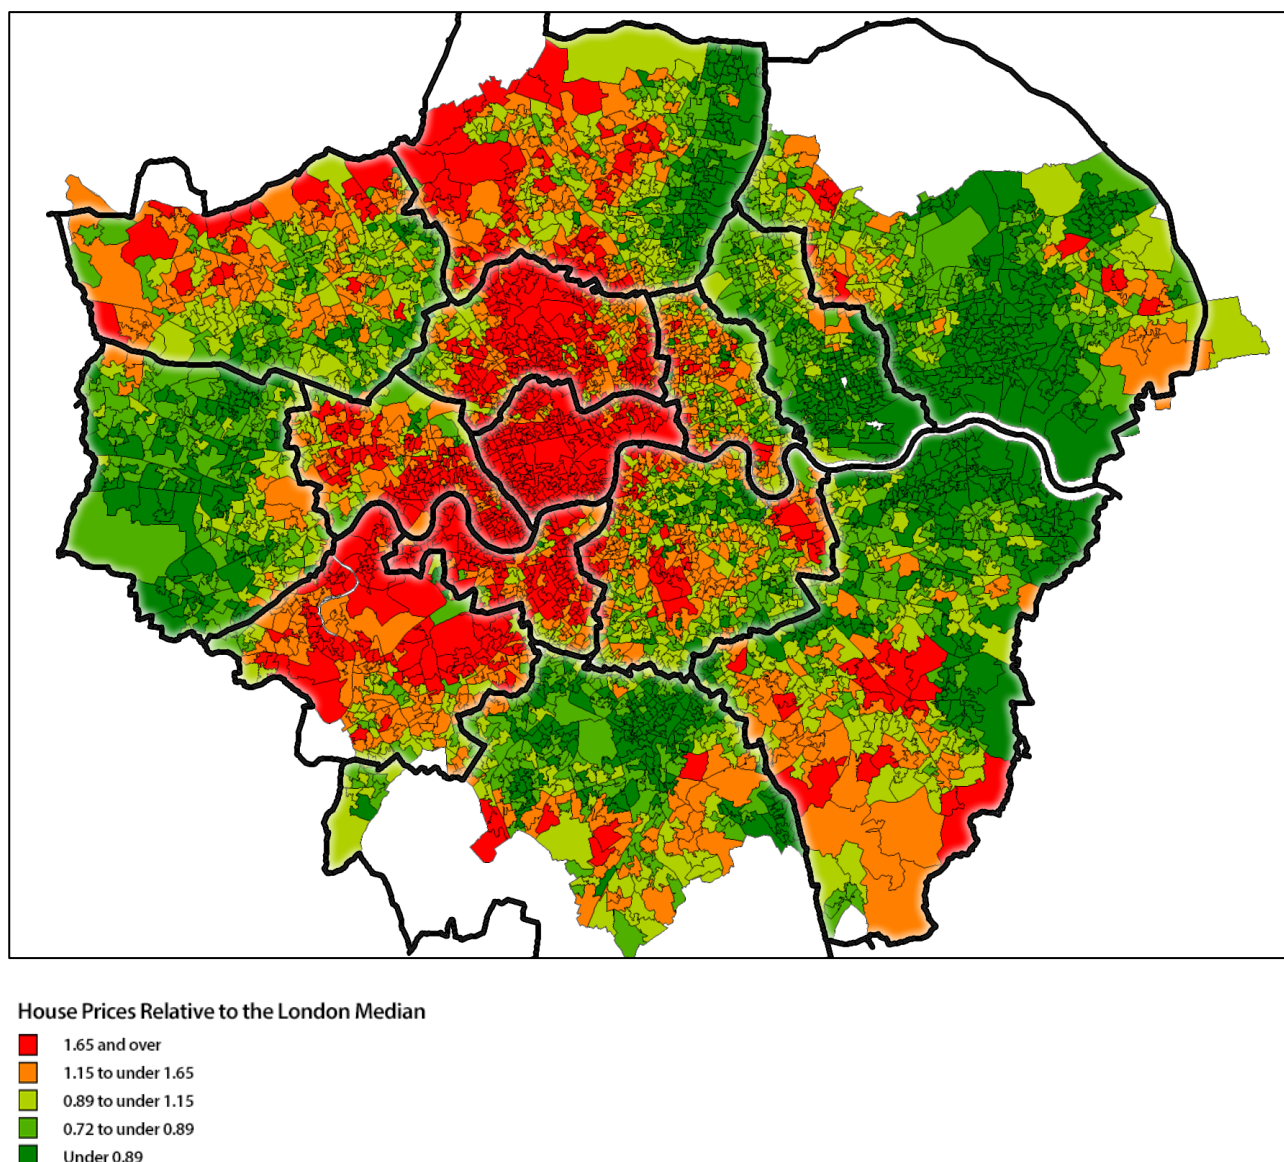 House Prices Relative to the London Median
1.65 and over
1.15 to under 1.65
0.89 to under 1.15
0.72 to under 0.89
Under 0.89